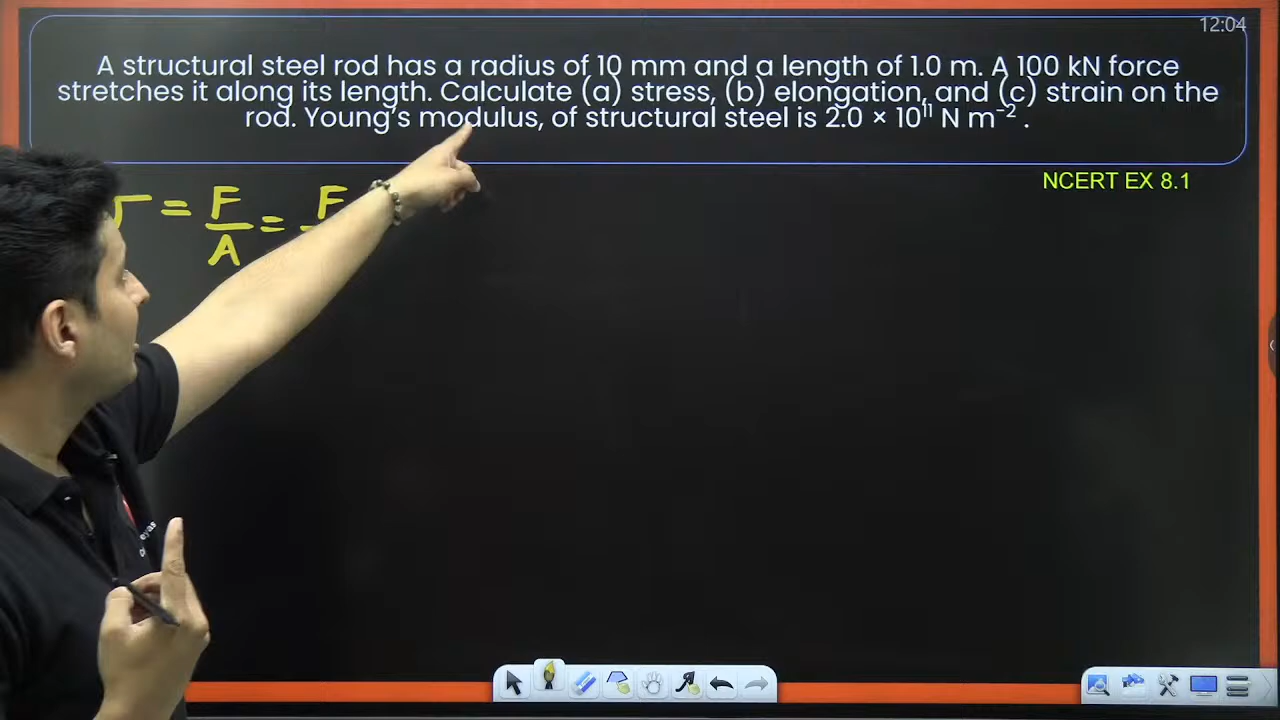 12:04
A structural steel rod has a radius of 10 mm and a length of 1.0 m. A 100 kN force
stretches it along its length. Calculate (a) stress, (b) elongation, and (c) strain on the
rod. Young's modulus, of structural steel is 2.0 × 10¹¹ N m⁻² .
NCERT EX 8.1
= F/A = F